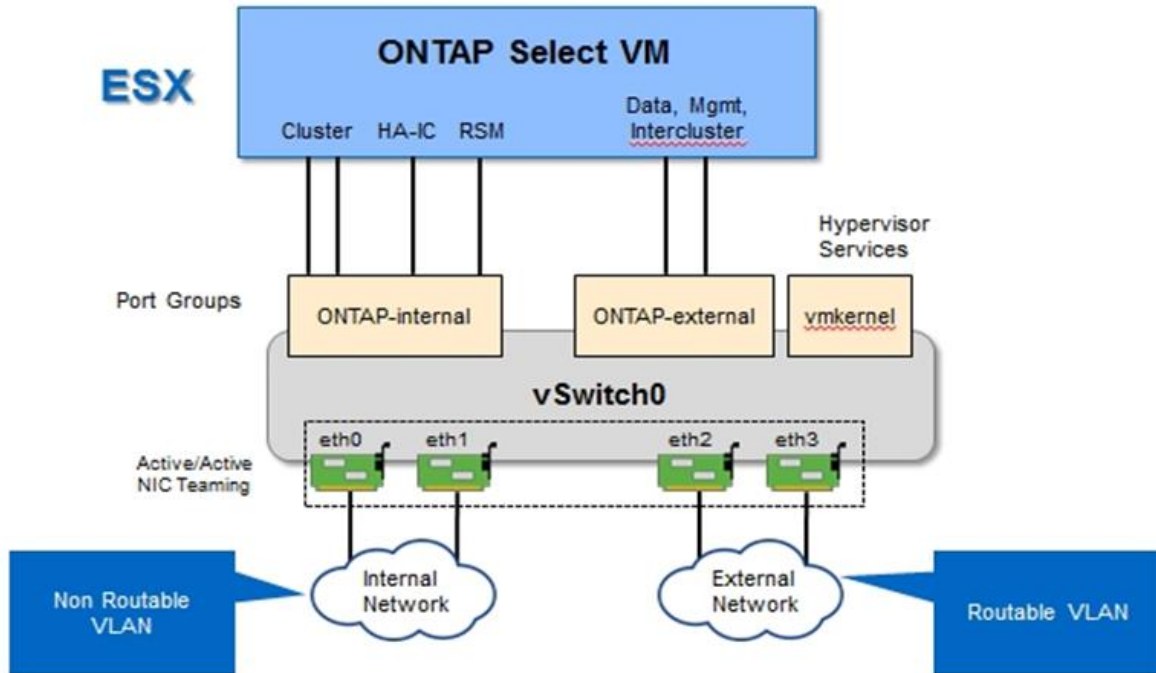 ONTAP Select VM
ESX
Data, Mgmt,
Cluster HA-IC RSM Intercluster
Hypervisor
Services
Port Groups
ONTAP-internal
ONTAP-external
vmkernel
vSwitch0
eth0 eth1 eth2 eth3
Active/Active
NIC Teaming
Non Routable
VLAN
Internal
Network
External
Network
Routable VLAN